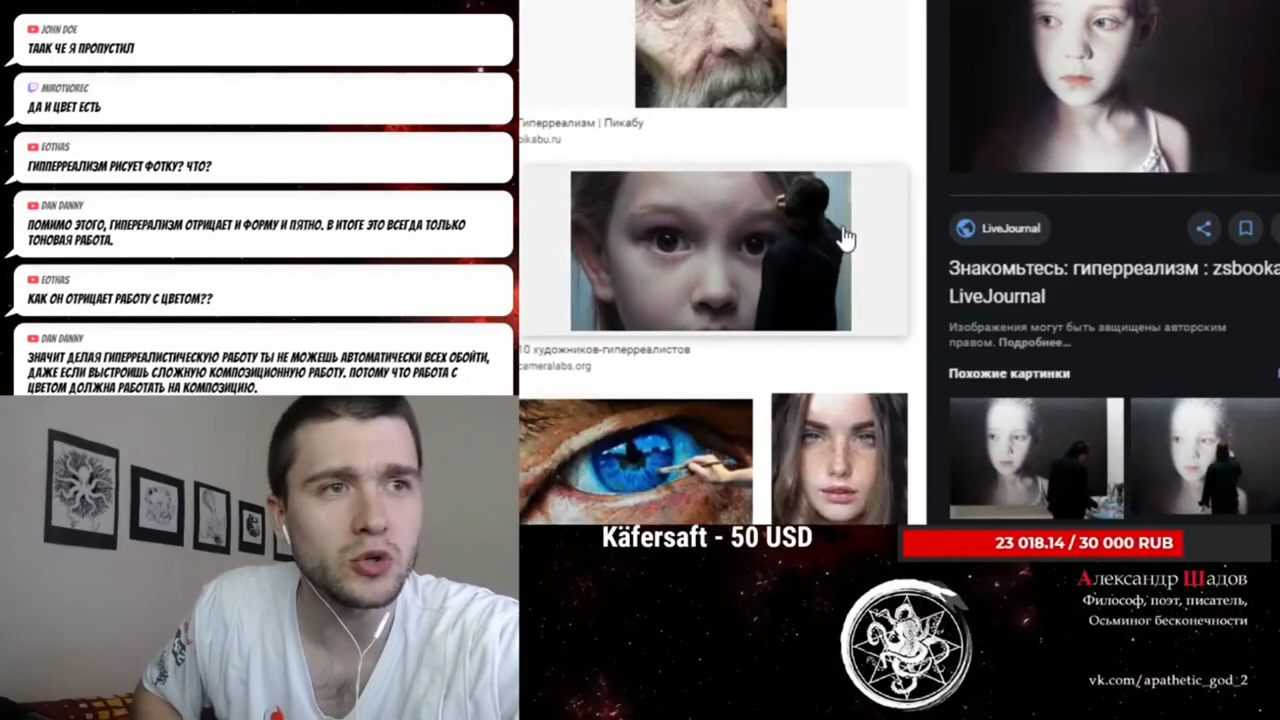 JOHN DOE
ТААК ЧЕ Я ПРОПУСТИЛ
MIROTVOREC
ДА И ЦВЕТ ЕСТЬ
EOTHAS
ГИППЕРРЕАЛИЗМ РИСУЕТ ФОТКУ? ЧТО?
DAN DANNY
ПОМИМО ЭТОГО, ГИПЕРЕРАЛИЗМ ОТРИЦАЕТ И ФОРМУ И ПЯТНО. В ИТОГЕ ЭТО ВСЕГДА ТОЛЬКО
ТОНОВАЯ РАБОТА.
EOTHAS
КАК ОН ОТРИЦАЕТ РАБОТУ С ЦВЕТОМ??
DAN DANNY
ЗНАЧИТ ДЕЛАЯ ГИПЕРРЕАЛИСТИЧЕСКУЮ РАБОТУ ТЫ НЕ МОЖЕШЬ АВТОМАТИЧЕСКИ ВСЕХ ОБОЙТИ,
ДАЖЕ ЕСЛИ ВЫСТРОИШЬ СЛОЖНУЮ КОМПОЗИЦИОННУЮ РАБОТУ. ПОТОМУ ЧТО РАБОТА С
ЦВЕТОМ ДОЛЖНА РАБОТАТЬ НА КОМПОЗИЦИЮ.
Гиперреализм | Пикабу
pikabu.ru
10 художников-гиперреалистов
cameralabs.org
LiveJournal
Знакомьтесь: гиперреализм : zsbooka
LiveJournal
Изображения могут быть защищены авторским
правом. Подробнее...
Похожие картинки
Käfersaft - 50 USD
23 018.14 / 30 000 RUB
Александр Шадов
Философ, поэт, писатель,
Осьминог бесконечности
vk.com/apathetic_god_2